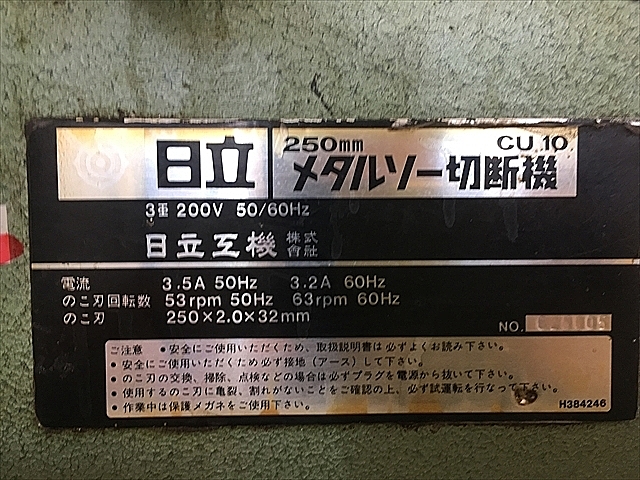 日立
250mm CU 10
メタルソー切断機
3重 200V 50/60Hz
日立工機 株式会社
電流 3.5A 50Hz 3.2A 60Hz
のこ刃回転数 53rpm 50Hz 63rpm 60Hz
のこ刃 250×2.0×32mm
NO.
ご注意 ●安全にご使用いただくため、取扱説明書は必ずよくお読み下さい。
●安全にご使用いただくため必ず接地(アース)して下さい。
●のこ刃の交換、掃除、点検などの場合は必ずプラグを電源から抜いて下さい。
●使用するのこ刃に亀裂、割れがないことをご確認の上、必ず試運転を行なって下さい。
●作業中は保護メガネをご使用下さい。
H384246